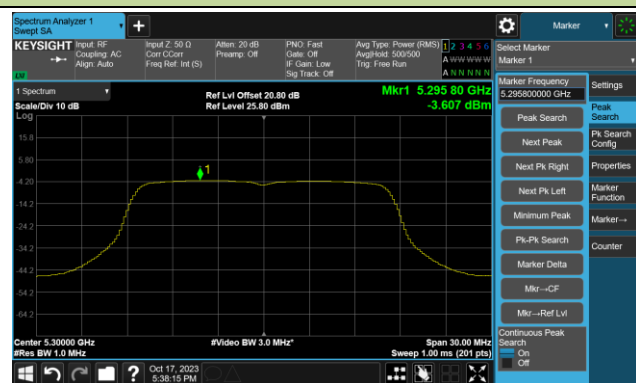 Spectrum Analyzer 1
Swept SA
+
Marker
KEYSIGHT
Input: RF
Coupling: AC
Align: Auto
Input Z: 50 Ω
Corr CCorr
Freq Ref: Int (S)
Atten: 20 dB
Preamp: Off
PNO: Fast
Gate: Off
IF Gain: Low
Sig Track: Off
Avg Type: Power (RMS)
Avg|Hold: 500/500
Trig: Free Run
1 2 3 4 5 6
A W W W W W
A N N N N N
LV
Select Marker
Marker 1
1 Spectrum
Scale/Div 10 dB
Log
Ref Lvl Offset 20.80 dB
Ref Level 25.80 dBm
Mkr1 5.295 80 GHz
-3.607 dBm
15.8
5.80
-4.20
-14.2
-24.2
-34.2
-44.2
-54.2
-64.2
1
Center 5.30000 GHz
#Res BW 1.0 MHz
#Video BW 3.0 MHz*
Span 30.00 MHz
Sweep 1.00 ms (201 pts)
Marker Frequency
5.295800000 GHz
Peak Search
Next Peak
Next Pk Right
Next Pk Left
Minimum Peak
Pk-Pk Search
Marker Delta
Mkr→CF
Mkr→Ref Lvl
Continuous Peak
Search
On
Off
Settings
Peak
Search
Pk Search
Config
Properties
Marker
Function
Marker→
Counter
?
Oct 17, 2023
5:38:15 PM